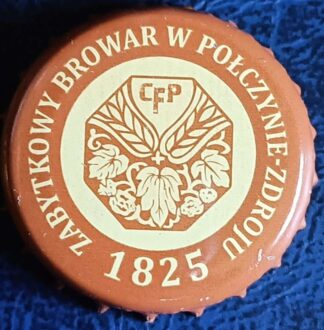 ZABYTKOWY BROWAR W POŁCZYNIE-ZDROJU
CFP
1825